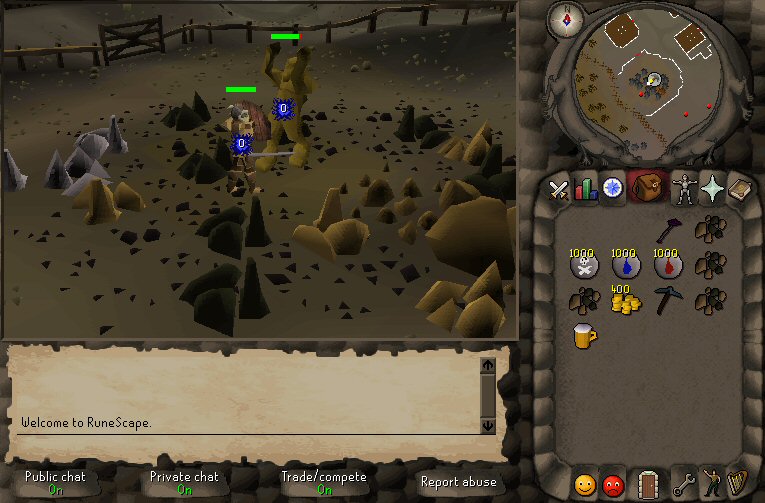 0
0
N
1000 1000 1000
400
Welcome to RuneScape.
Public chat
On
Private chat
On
Trade/compete
On
Report abuse